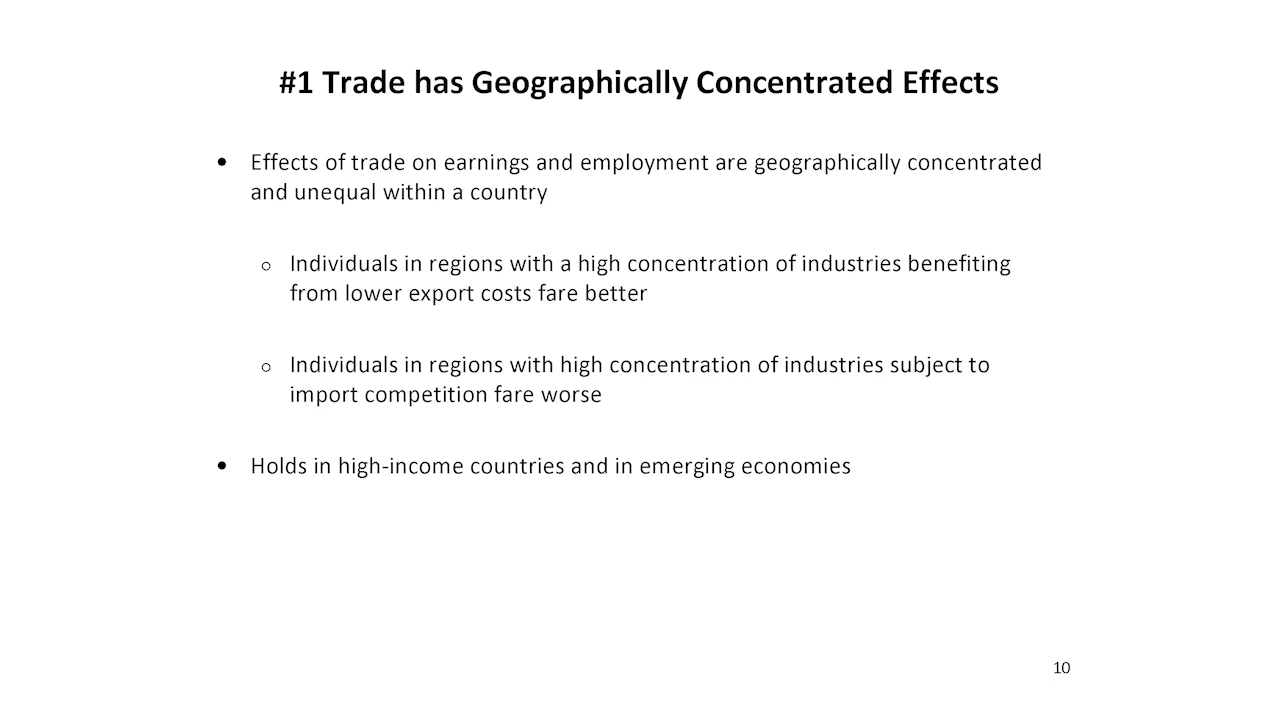 #1 Trade has Geographically Concentrated Effects
• Effects of trade on earnings and employment are geographically concentrated
and unequal within a country
○ Individuals in regions with a high concentration of industries benefiting
from lower export costs fare better
○ Individuals in regions with high concentration of industries subject to
import competition fare worse
• Holds in high-income countries and in emerging economies
10